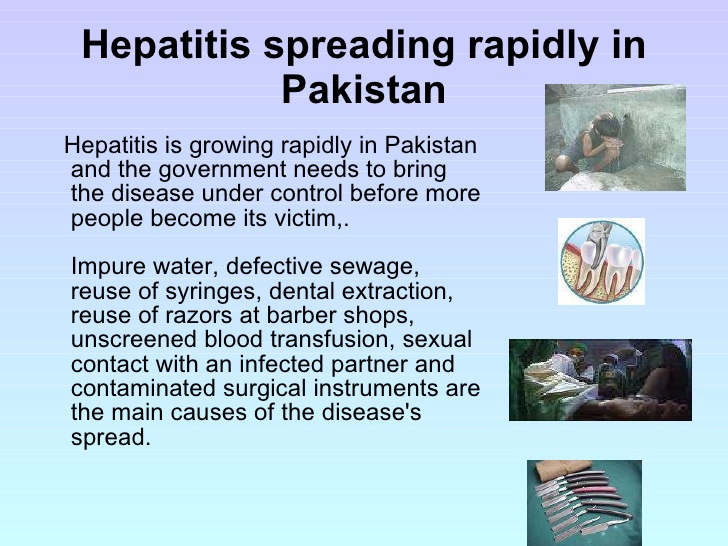 Hepatitis spreading rapidly in
Pakistan
Hepatitis is growing rapidly in Pakistan
and the government needs to bring
the disease under control before more
people become its victim,.
Impure water, defective sewage,
reuse of syringes, dental extraction,
reuse of razors at barber shops,
unscreened blood transfusion, sexual
contact with an infected partner and
contaminated surgical instruments are
the main causes of the disease's
spread.